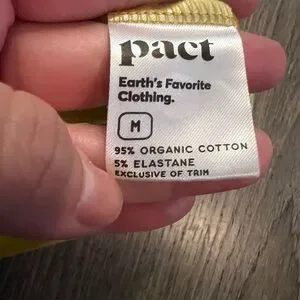 pact
Earth's Favorite
Clothing.
M
95% ORGANIC COTTON
5% ELASTANE
EXCLUSIVE OF TRIM